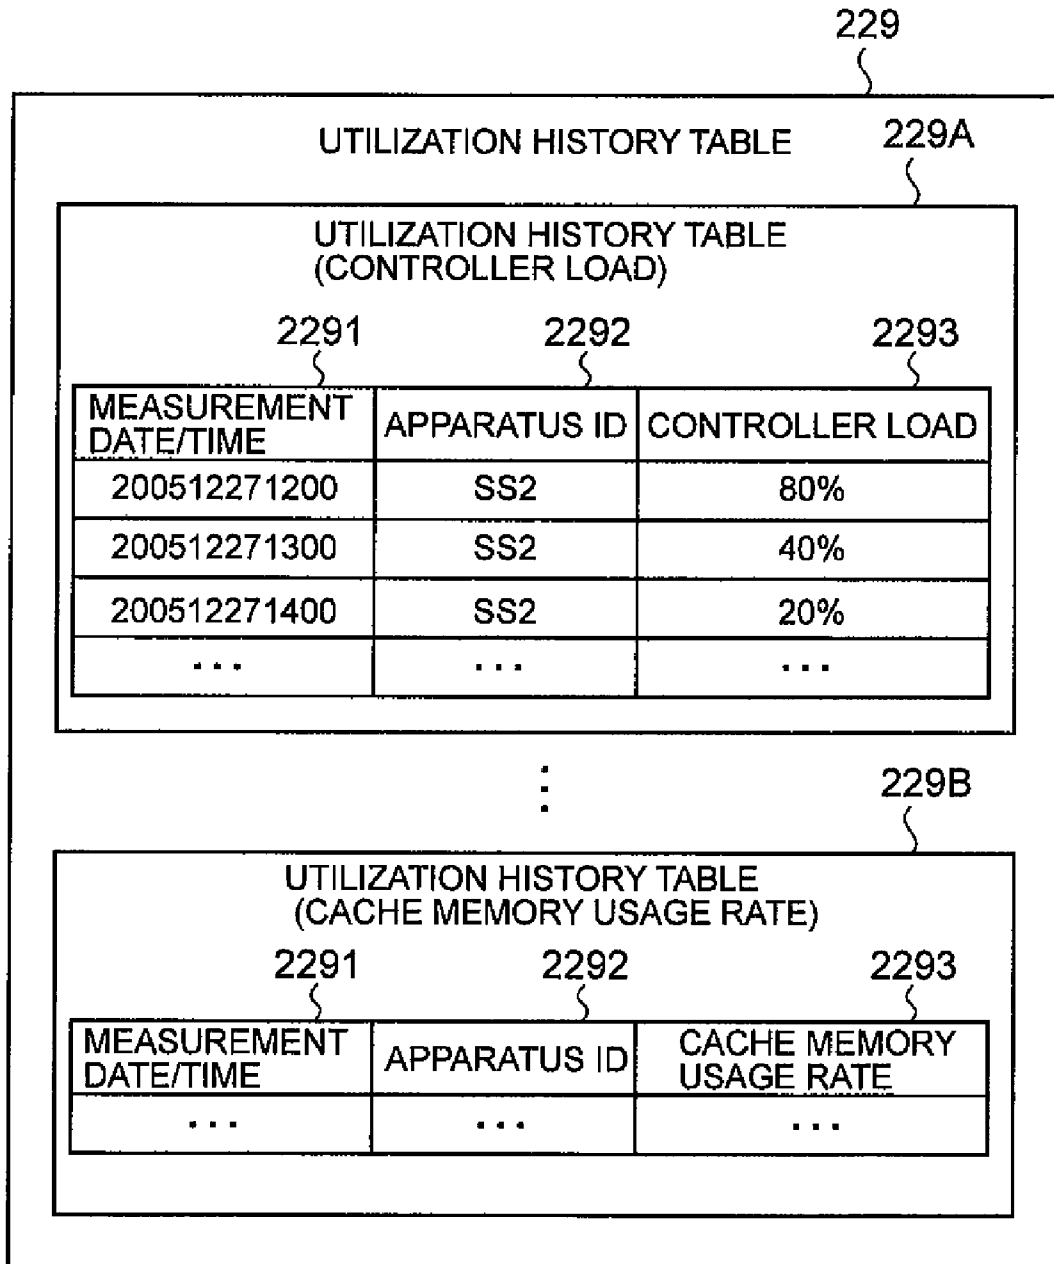 229
UTILIZATION HISTORY TABLE
229A
UTILIZATION HISTORY TABLE
(CONTROLLER LOAD)
2291 2292 2293
MEASUREMENT
DATE/TIME
APPARATUS ID
CONTROLLER LOAD
200512271200 SS2 80%
200512271300 SS2 40%
200512271400 SS2 20%
... ... ...
229B
UTILIZATION HISTORY TABLE
(CACHE MEMORY USAGE RATE)
2291 2292 2293
MEASUREMENT
DATE/TIME
APPARATUS ID
CACHE MEMORY
USAGE RATE
... ... ...